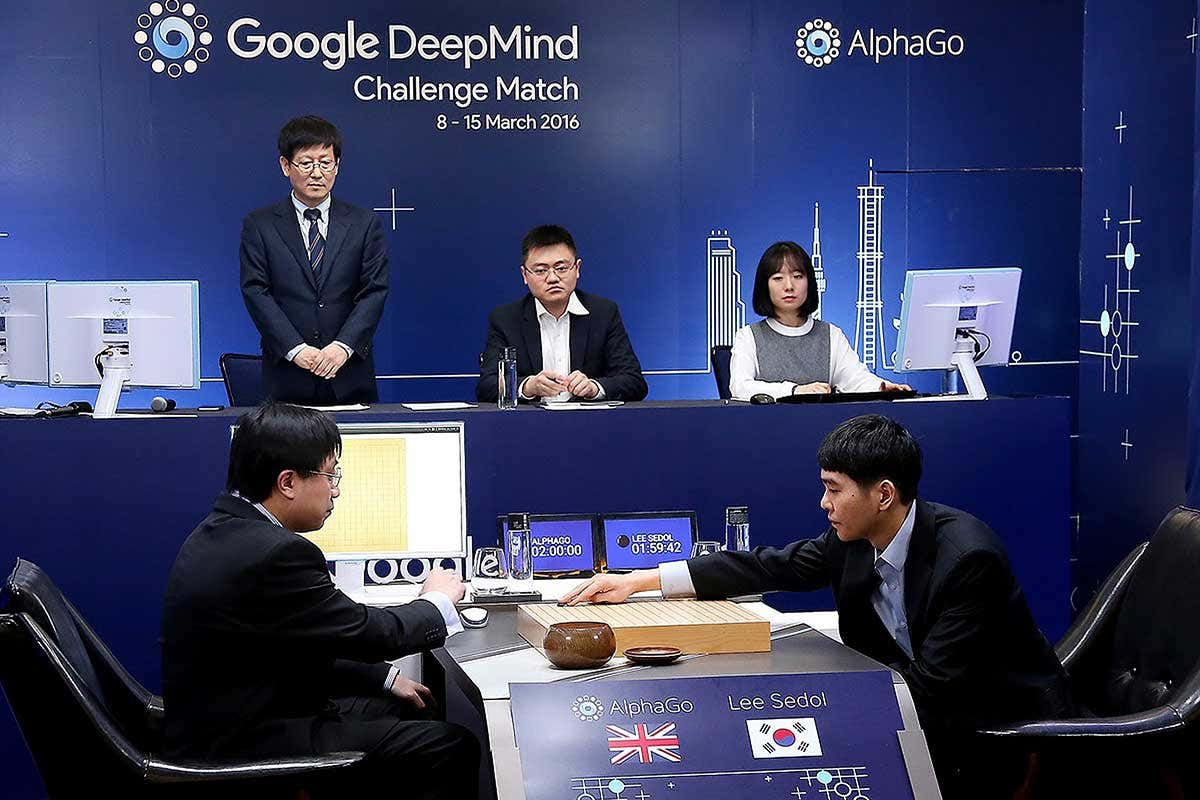 Google DeepMind
Challenge Match
8 - 15 March 2016
AlphaGo
ALPHAGO
02:00:00
LEE SEDOL
01:59:42
Google
AlphaGo
Lee Sedol